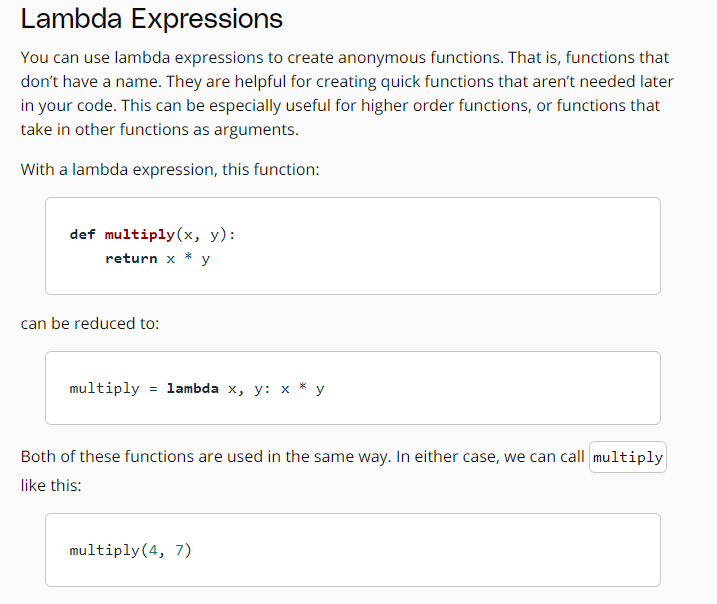 Lambda Expressions
You can use lambda expressions to create anonymous functions. That is, functions that
don’t have a name. They are helpful for creating quick functions that aren’t needed later
in your code. This can be especially useful for higher order functions, or functions that
take in other functions as arguments.
With a lambda expression, this function:
def multiply(x, y):
    return x * y
can be reduced to:
multiply = lambda x, y: x * y
Both of these functions are used in the same way. In either case, we can call multiply
like this:
multiply(4, 7)